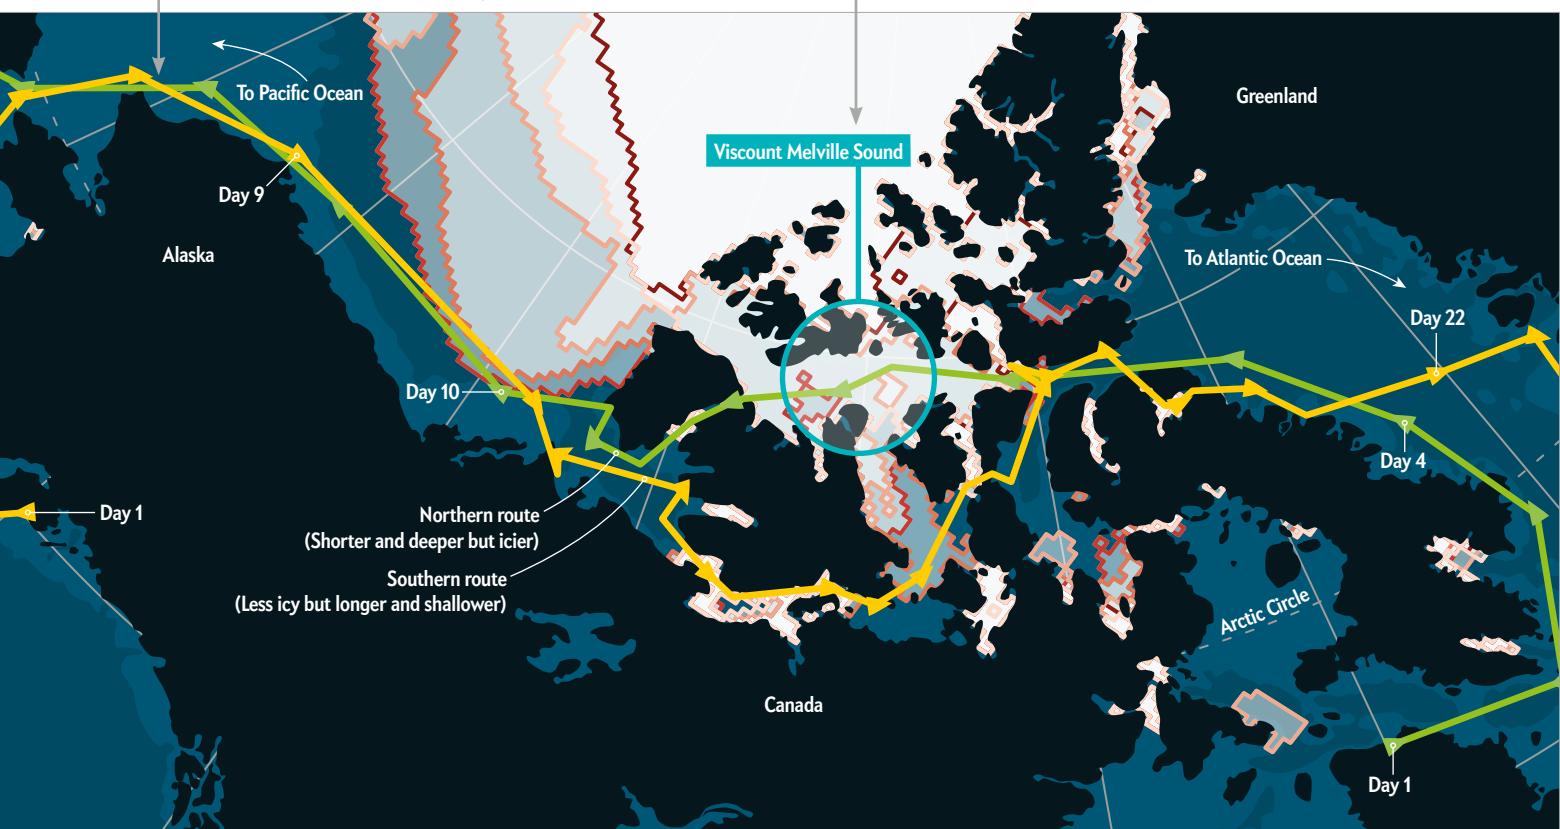 To Pacific Ocean
Greenland
Viscount Melville Sound
Day 9
Alaska
To Atlantic Ocean
Day 22
Day 10
Day 4
Day 1
Northern route
(Shorter and deeper but icier)
Southern route
(Less icy but longer and shallower)
Arctic Circle
Canada
Day 1